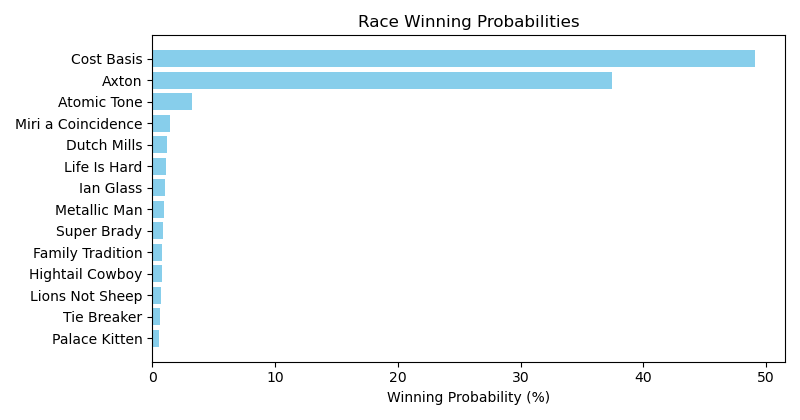 Race Winning Probabilities
Cost Basis
Axton
Atomic Tone
Miri a Coincidence
Dutch Mills
Life Is Hard
Ian Glass
Metallic Man
Super Brady
Family Tradition
Hightail Cowboy
Lions Not Sheep
Tie Breaker
Palace Kitten
0 10 20 30 40 50
Winning Probability (%)